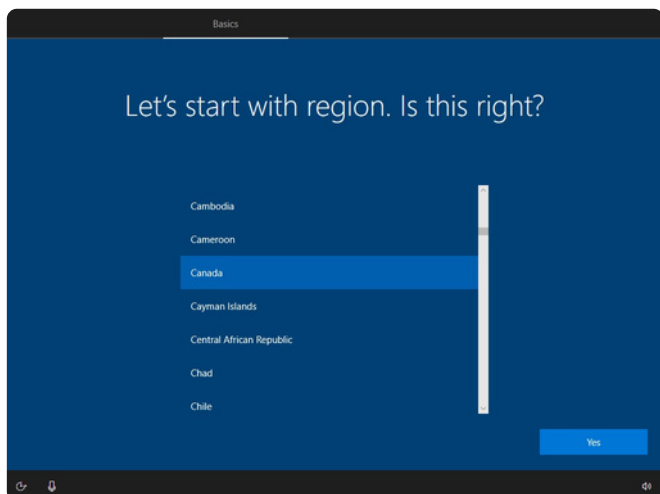 Basics
Let's start with region. Is this right?
Cambodia
Cameroon
Canada
Cayman Islands
Central African Republic
Chad
Chile
Yes